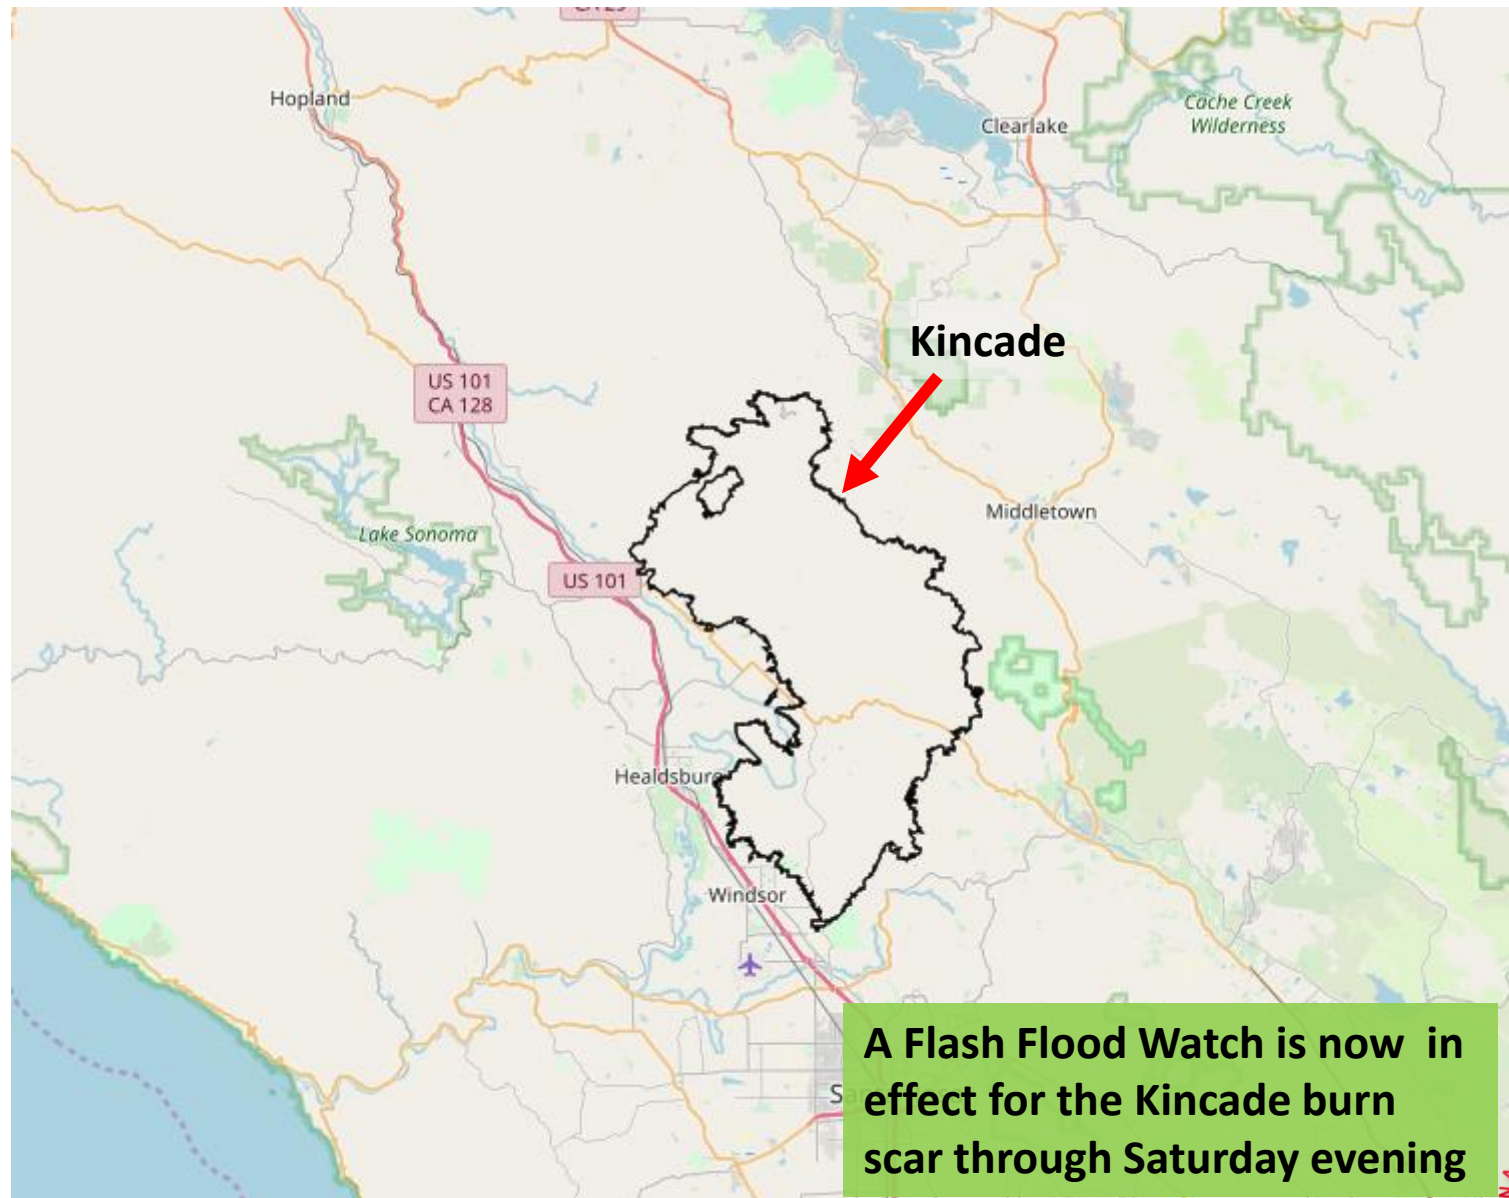 Hopland
Clearlake
Cache Creek
Wilderness
Kincade
US 101
CA 128
Middletown
Lake Sonoma
US 101
Healdsburg
Windsor
A Flash Flood Watch is now in
effect for the Kincade burn
scar through Saturday evening